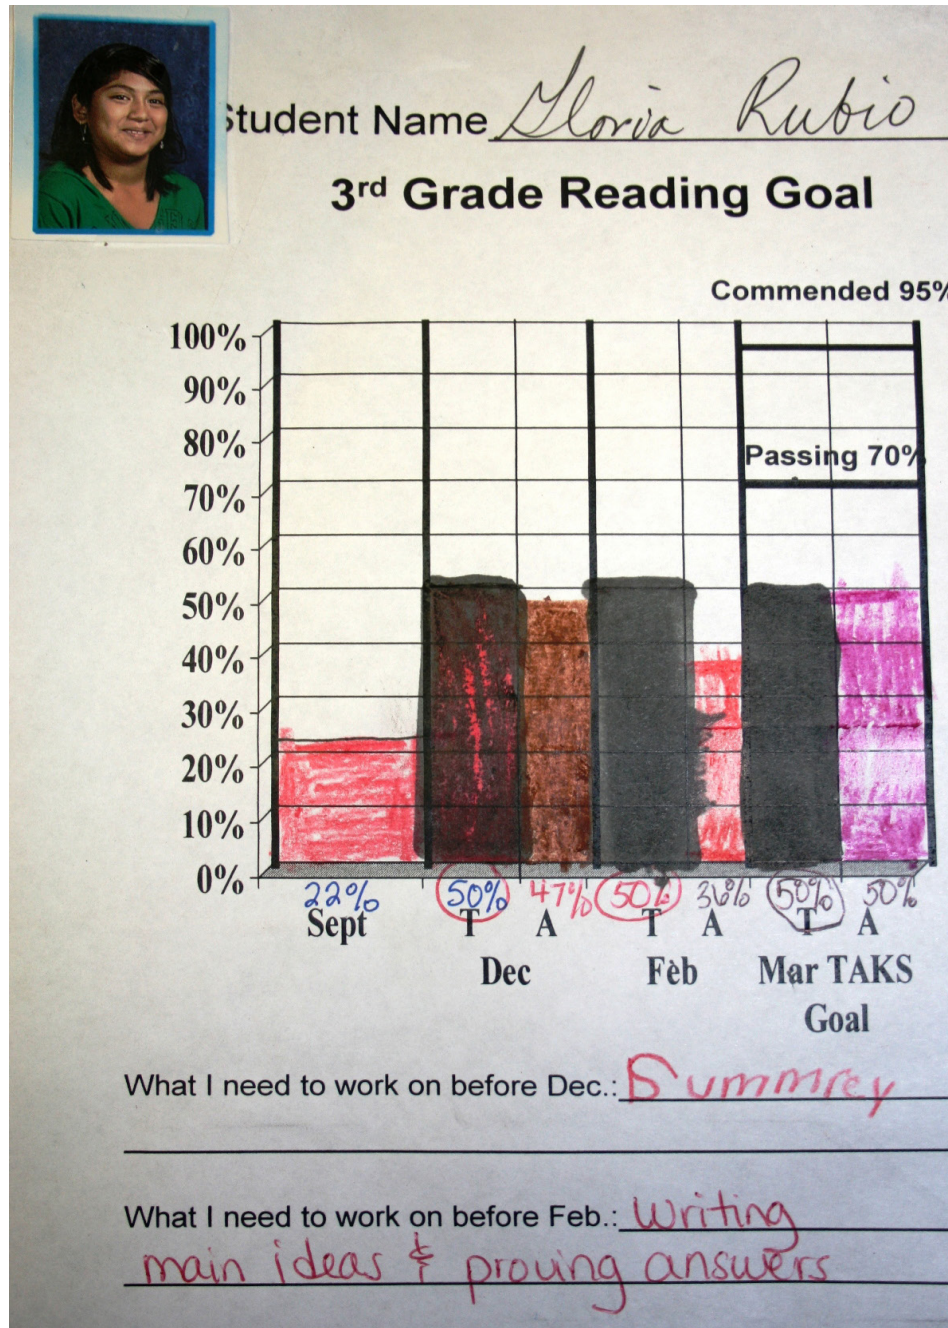 Student Name Gloria Rubio
3rd Grade Reading Goal
Commended 95%
100%
90%
80%
Passing 70%
70%
60%
50%
40%
30%
20%
10%
0%
22% 50% 47% 50% 36% 50% 50%
Sept T A T A T A
Dec Feb Mar TAKS
Goal
What I need to work on before Dec.: Summrey
What I need to work on before Feb.: Writing
main ideas & proving answers